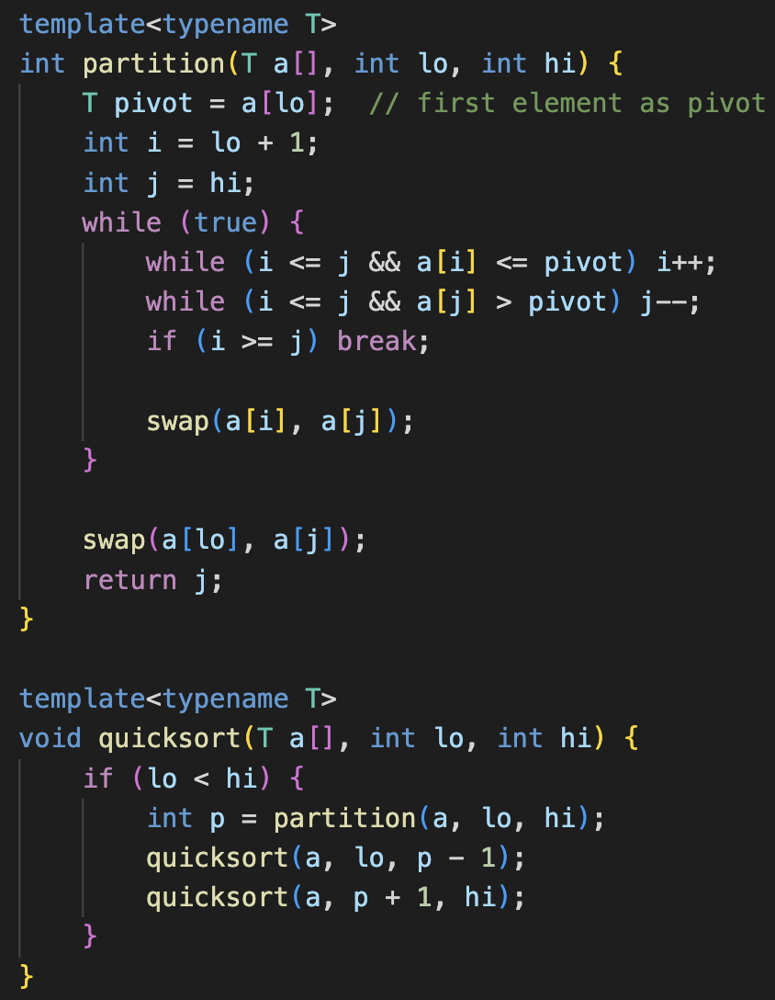 template<typename T>
int partition(T a[], int lo, int hi) {
    T pivot = a[lo];  // first element as pivot
    int i = lo + 1;
    int j = hi;
    while (true) {
        while (i <= j && a[i] <= pivot) i++;
        while (i <= j && a[j] > pivot) j--;
        if (i >= j) break;

        swap(a[i], a[j]);
    }

    swap(a[lo], a[j]);
    return j;
}

template<typename T>
void quicksort(T a[], int lo, int hi) {
    if (lo < hi) {
        int p = partition(a, lo, hi);
        quicksort(a, lo, p - 1);
        quicksort(a, p + 1, hi);
    }
}